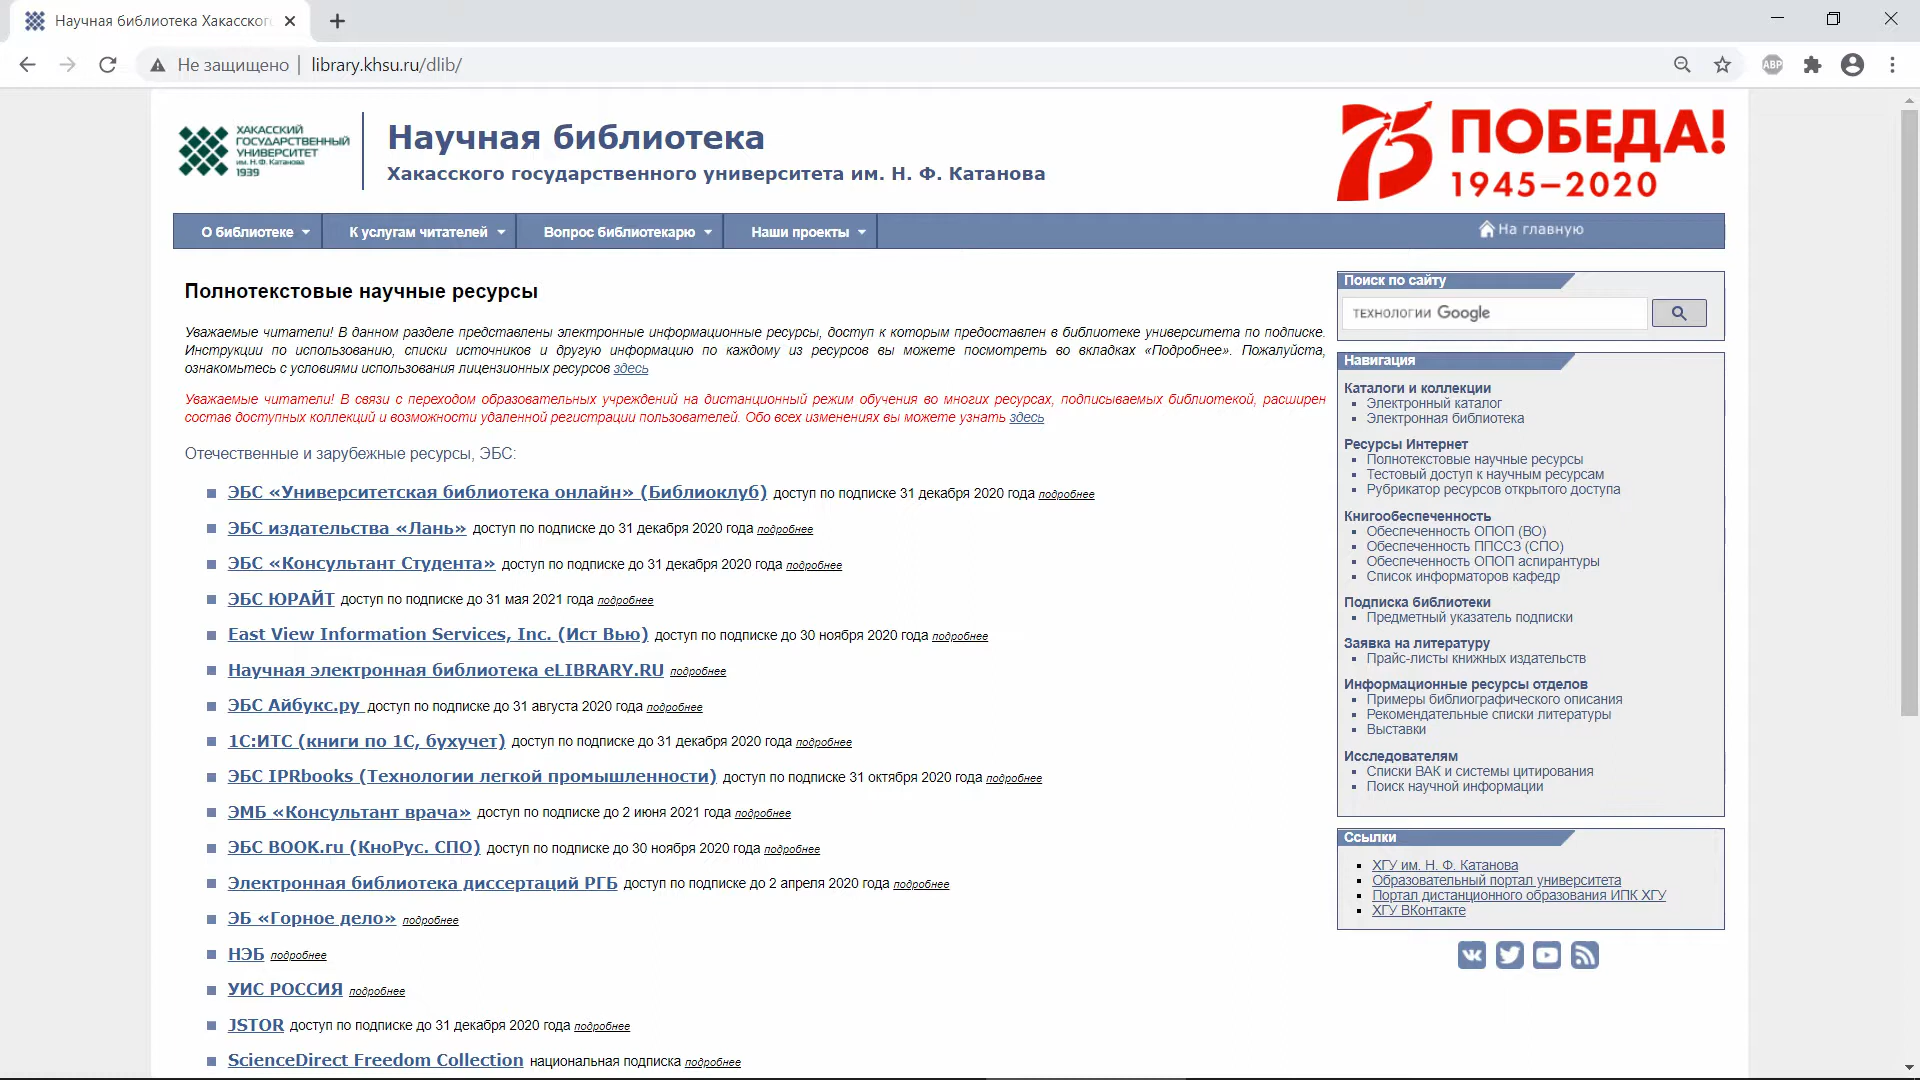 Научная библиотека Хакасског
Не защищено
library.khsu.ru/dlib/
ABP
ХАКАССКИЙ
ГОСУДАРСТВЕННЫЙ
УНИВЕРСИТЕТ
им. Н. Ф. Катанова
1939
Научная библиотека
Хакасского государственного университета им. Н. Ф. Катанова
75 ПОБЕДА!
1945–2020
О библиотеке
К услугам читателей
Вопрос библиотекарю
Наши проекты
На главную
Полнотекстовые научные ресурсы
Уважаемые читатели! В данном разделе представлены электронные информационные ресурсы, доступ к которым предоставлен в библиотеке университета по подписке.
Инструкции по использованию, списки источников и другую информацию по каждому из ресурсов вы можете посмотреть во вкладках «Подробнее». Пожалуйста,
ознакомьтесь с условиями использования лицензионных ресурсов здесь
Уважаемые читатели! В связи с переходом образовательных учреждений на дистанционный режим обучения во многих ресурсах, подписываемых библиотекой, расширен
состав доступных коллекций и возможности удаленной регистрации пользователей. Обо всех изменениях вы можете узнать здесь
Отечественные и зарубежные ресурсы, ЭБС:
ЭБС «Университетская библиотека онлайн» (Библиоклуб) доступ по подписке 31 декабря 2020 года подробнее
ЭБС издательства «Лань» доступ по подписке до 31 декабря 2020 года подробнее
ЭБС «Консультант Студента» доступ по подписке до 31 декабря 2020 года подробнее
ЭБС ЮРАЙТ доступ по подписке до 31 мая 2021 года подробнее
East View Information Services, Inc. (Ист Вью) доступ по подписке до 30 ноября 2020 года подробнее
Научная электронная библиотека eLIBRARY.RU подробнее
ЭБС Айбукс.ру доступ по подписке до 31 августа 2020 года подробнее
1С:ИТС (книги по 1С, бухучет) доступ по подписке до 31 декабря 2020 года подробнее
ЭБС IPRbooks (Технологии легкой промышленности) доступ по подписке 31 октября 2020 года подробнее
ЭМБ «Консультант врача» доступ по подписке до 2 июня 2021 года подробнее
ЭБС BOOK.ru (КноРус. СПО) доступ по подписке до 30 ноября 2020 года подробнее
Электронная библиотека диссертаций РГБ доступ по подписке до 2 апреля 2020 года подробнее
ЭБ «Горное дело» подробнее
НЭБ подробнее
УИС РОССИЯ подробнее
JSTOR доступ по подписке до 31 декабря 2020 года подробнее
ScienceDirect Freedom Collection национальная подписка подробнее
Поиск по сайту
технологии Google
Навигация
Каталоги и коллекции
Электронный каталог
Электронная библиотека
Ресурсы Интернет
Полнотекстовые научные ресурсы
Тестовый доступ к научным ресурсам
Рубрикатор ресурсов открытого доступа
Книгообеспеченность
Обеспеченность ОПОП (ВО)
Обеспеченность ППССЗ (СПО)
Обеспеченность ОПОП аспирантуры
Список информаторов кафедр
Подписка библиотеки
Предметный указатель подписки
Заявка на литературу
Прайс-листы книжных издательств
Информационные ресурсы отделов
Примеры библиографического описания
Рекомендательные списки литературы
Выставки
Исследователям
Списки ВАК и системы цитирования
Поиск научной информации
Ссылки
ХГУ им. Н. Ф. Катанова
Образовательный портал университета
Портал дистанционного образования ИПК ХГУ
ХГУ ВКонтакте